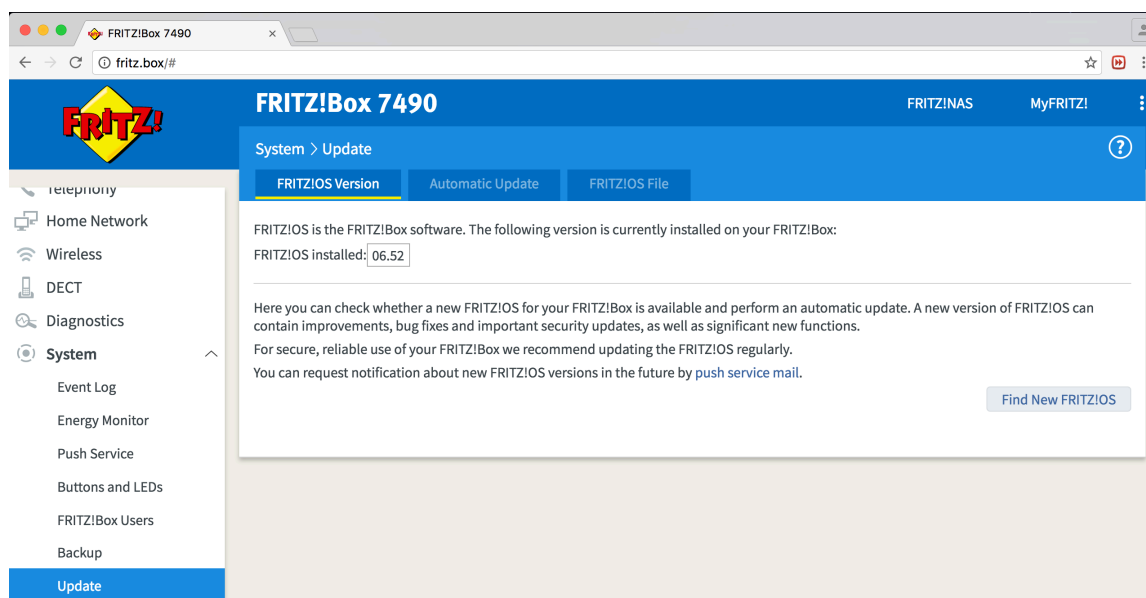 FRITZ!Box 7490
fritz.box/#
FRITZ!
FRITZ!Box 7490
FRITZ!NAS
MyFRITZ!
System > Update
?
FRITZ!OS Version
Automatic Update
FRITZ!OS File
Telephony
Home Network
Wireless
DECT
Diagnostics
System
Event Log
Energy Monitor
Push Service
Buttons and LEDs
FRITZ!Box Users
Backup
Update
FRITZ!OS is the FRITZ!Box software. The following version is currently installed on your FRITZ!Box:
FRITZ!OS installed: 06.52
Here you can check whether a new FRITZ!OS for your FRITZ!Box is available and perform an automatic update. A new version of FRITZ!OS can
contain improvements, bug fixes and important security updates, as well as significant new functions.
For secure, reliable use of your FRITZ!Box we recommend updating the FRITZ!OS regularly.
You can request notification about new FRITZ!OS versions in the future by push service mail.
Find New FRITZ!OS